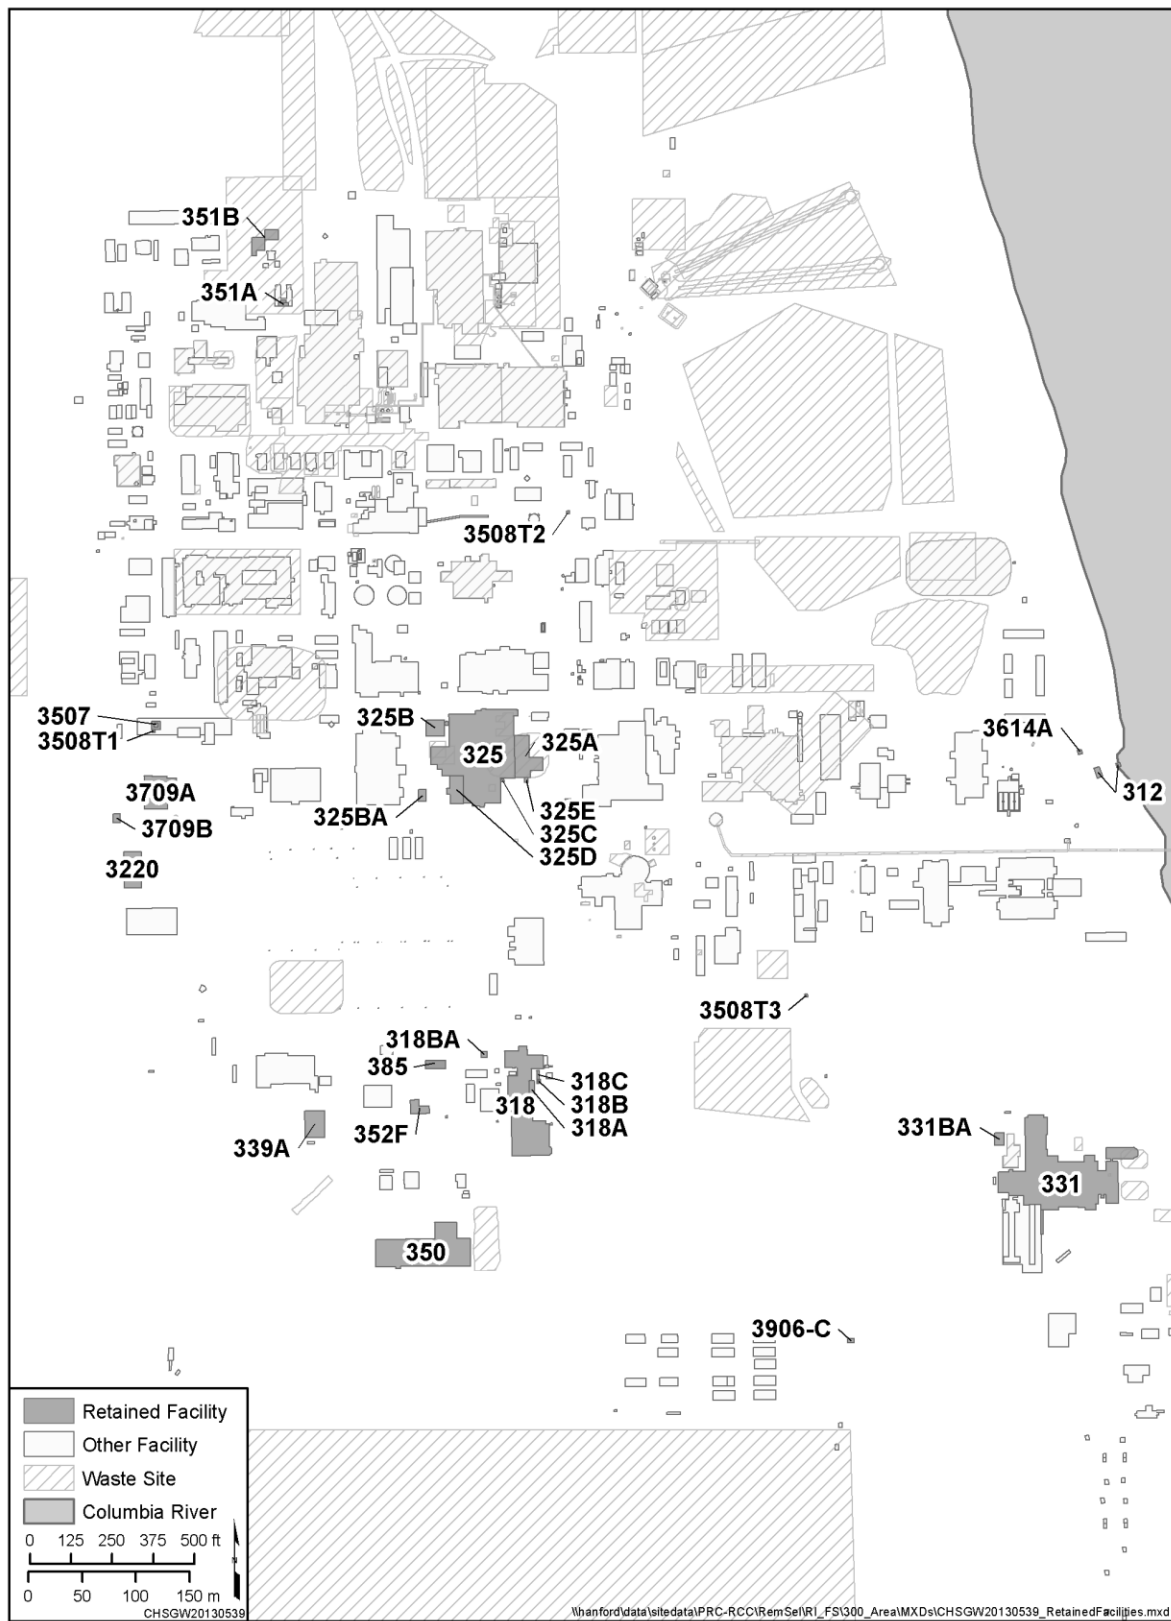 351B
351A
3508T2
3507
3508T1
325B
325
325A
3614A
312
3709A
325BA
325E
3709B
325C
325D
3220
3508T3
318BA
385
318C
318
318B
352F
318A
339A
331BA
331
350
3906-C
Retained Facility
Other Facility
Waste Site
Columbia River
0 125 250 375 500 ft
0 50 100 150 m
CHSGW20130539
\\hanford\data\sitedata\PRC-RCC\RemSel\RI_FS\300_Area\MXDs\CHSGW20130539_RetainedFacilities.mxd